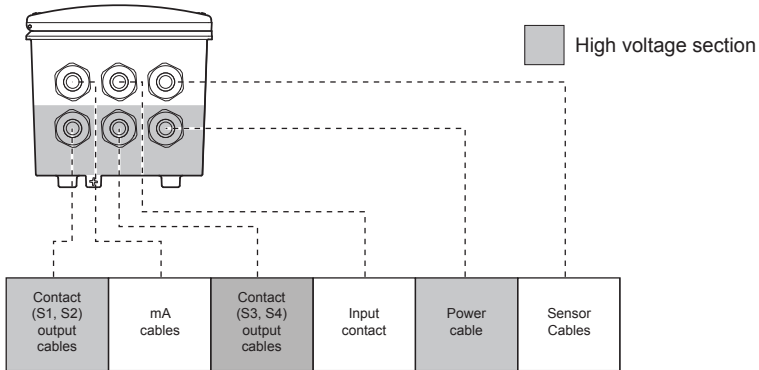 High voltage section
Contact
(S1, S2)
output
cables
mA
cables
Contact
(S3, S4)
output
cables
Input
contact
Power
cable
Sensor
Cables